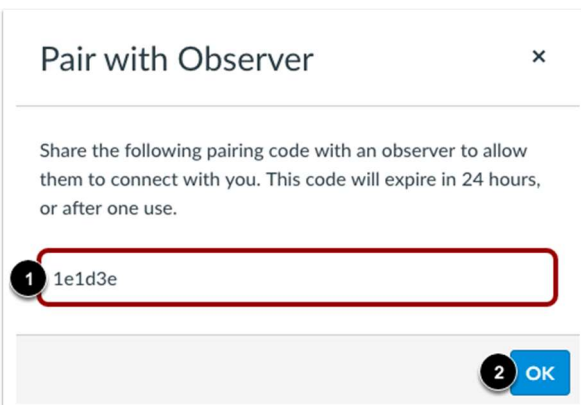 Pair with Observer ×
Share the following pairing code with an observer to allow
them to connect with you. This code will expire in 24 hours,
or after one use.
1 1e1d3e
2 OK